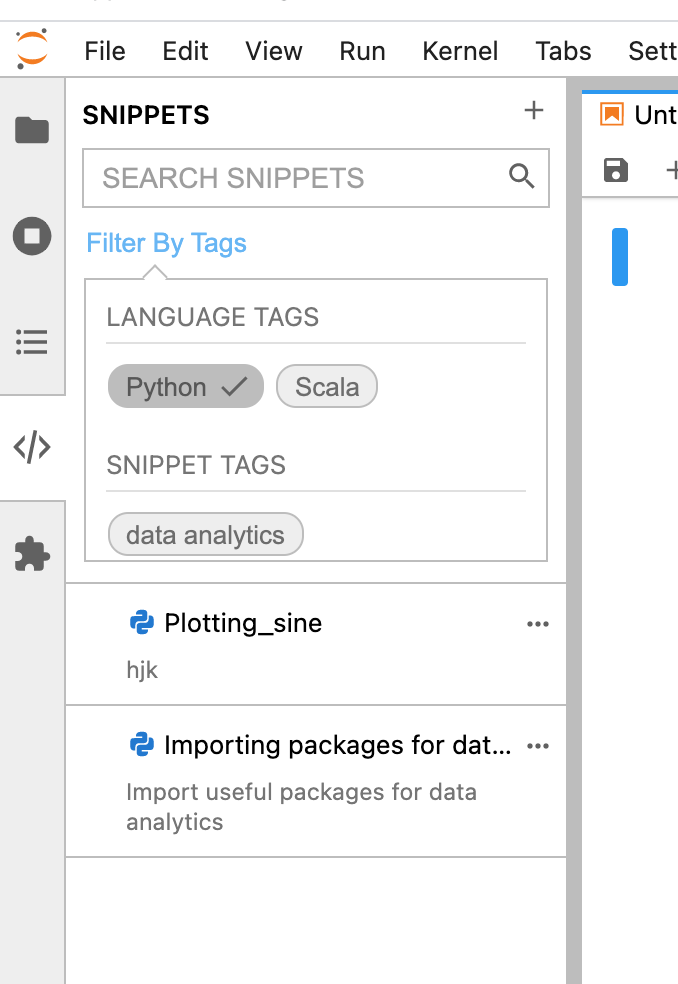 File Edit View Run Kernel Tabs Sett
SNIPPETS
Unt
SEARCH SNIPPETS
Filter By Tags
LANGUAGE TAGS
Python
Scala
SNIPPET TAGS
data analytics
Plotting_sine
hjk
Importing packages for dat...
Import useful packages for data
analytics